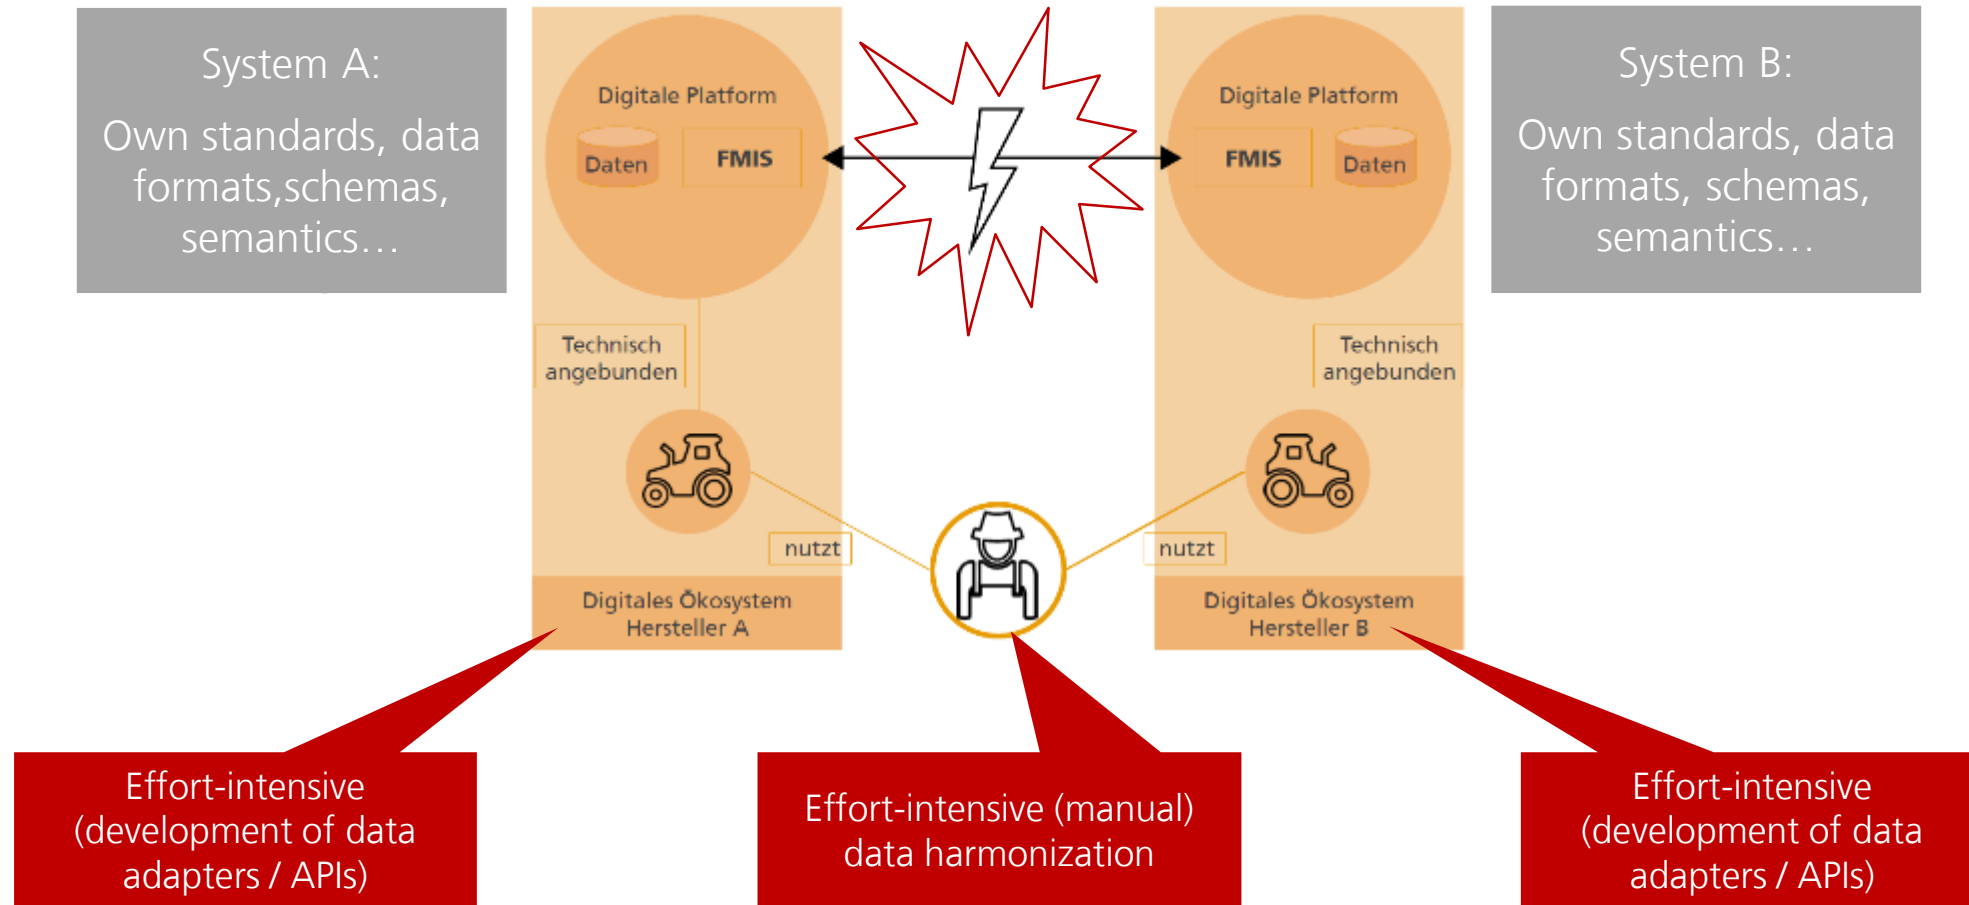 System A:
Own standards, data
formats,schemas,
semantics...
Digitale Platform
Daten
FMIS
Technisch
angebunden
nutzt
Digitales Ökosystem
Hersteller A
Digitale Platform
FMIS
Daten
Technisch
angebunden
nutzt
Digitales Ökosystem
Hersteller B
System B:
Own standards, data
formats, schemas,
semantics...
Effort-intensive
(development of data
adapters / APIs)
Effort-intensive (manual)
data harmonization
Effort-intensive
(development of data
adapters / APIs)